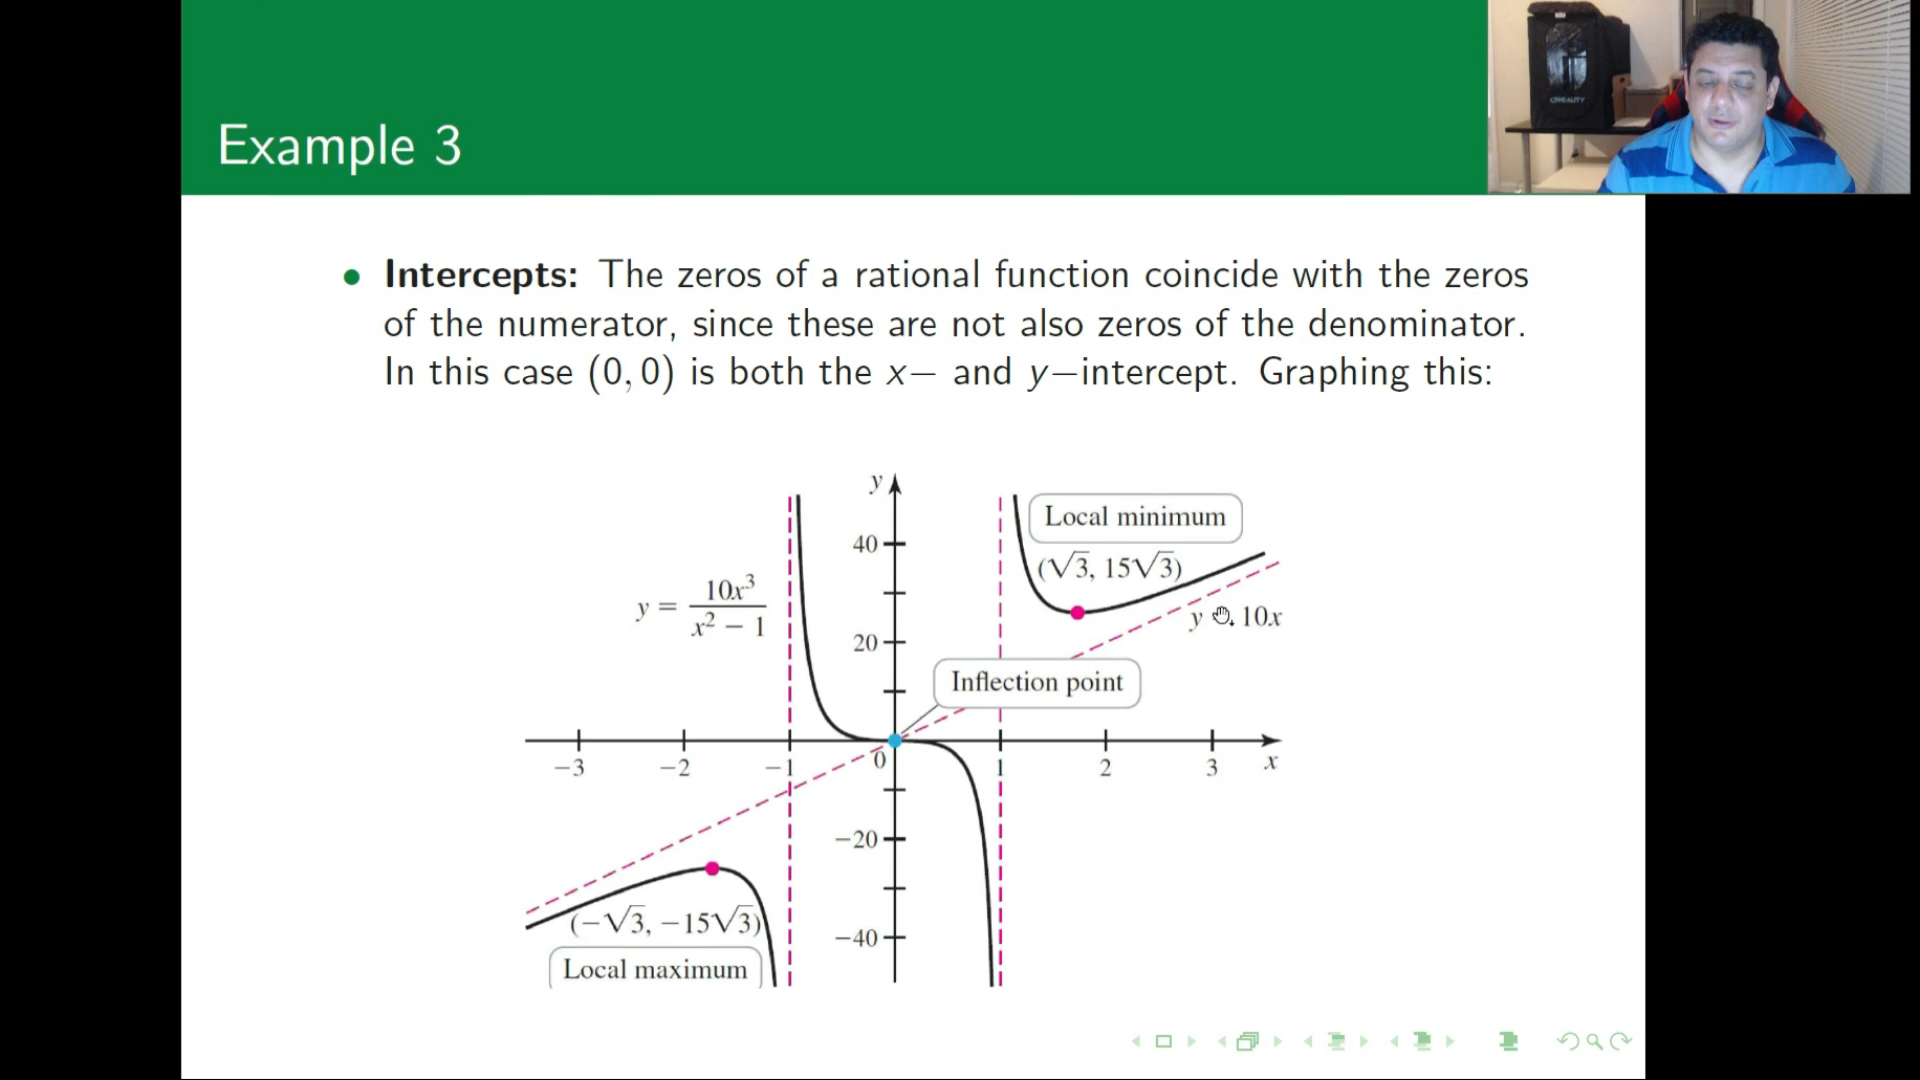 Example 3
CREALITY
• Intercepts: The zeros of a rational function coincide with the zeros
of the numerator, since these are not also zeros of the denominator.
In this case (0, 0) is both the x− and y−intercept. Graphing this:
y
Local minimum
40
(√3, 15√3)
y = 10x³ / x² − 1
y 10x
20
Inflection point
−3 −2 −1 0 1 2 3 x
−20
(−√3, −15√3)
−40
Local maximum